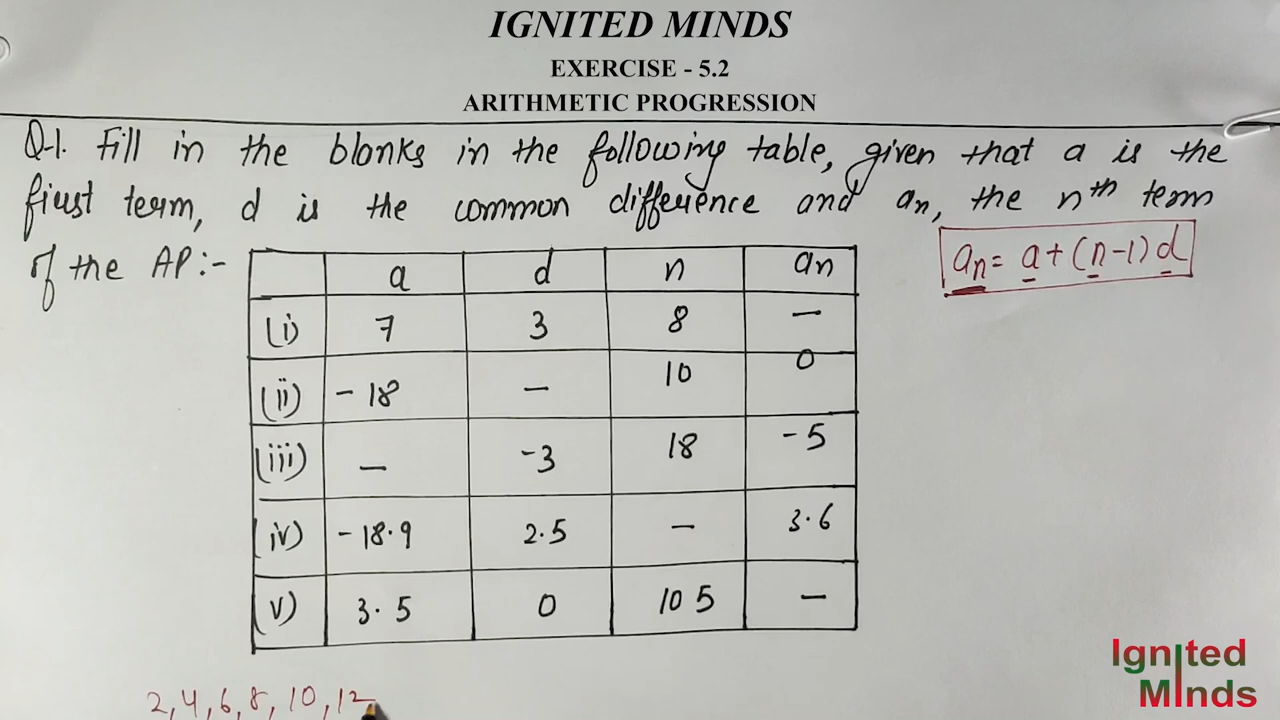 IGNITED MINDS
EXERCISE - 5.2
ARITHMETIC PROGRESSION
Q-1. Fill in the blanks in the following table, given that a is the
first term, d is the common difference and an, the nth term
of the AP:-
an = a + (n-1) d
a d n an
(i) 7 3 8 —
(ii) -18 — 10 0
(iii) — -3 18 -5
(iv) -18.9 2.5 — 3.6
(v) 3.5 0 105 —
2, 4, 6, 8, 10, 12
Ignited
Minds